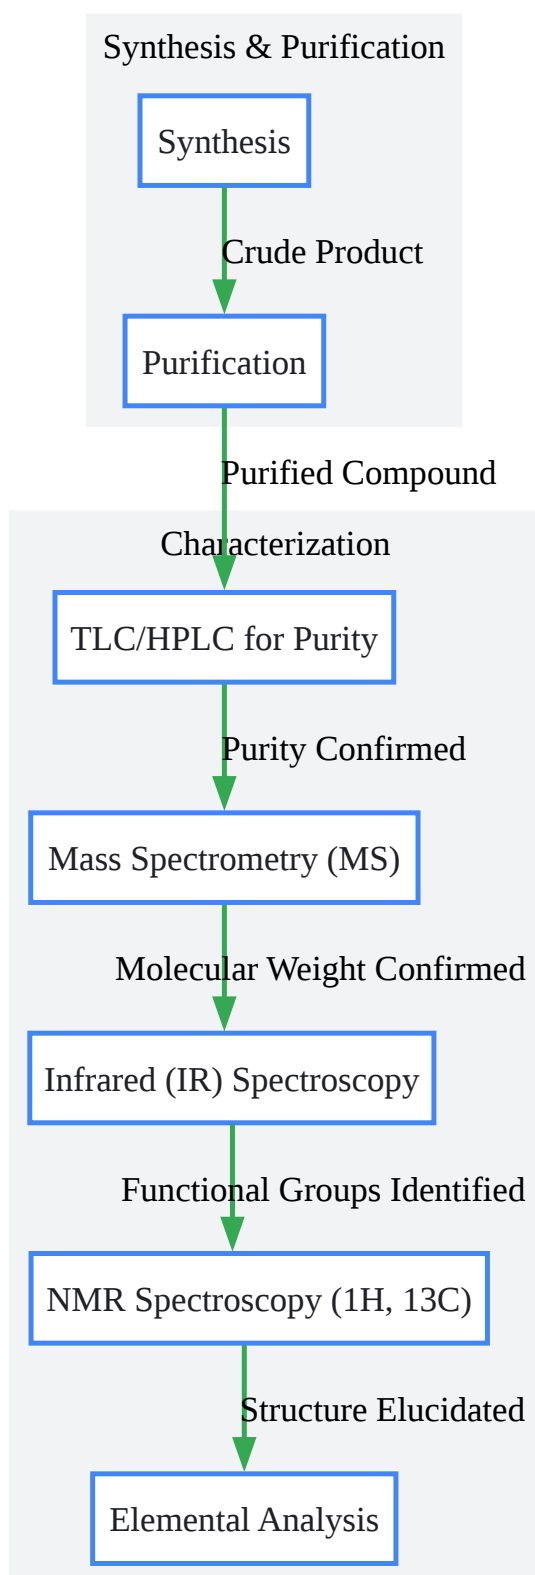 Synthesis & Purification
Synthesis
Crude Product
Purification
Purified Compound
Characterization
TLC/HPLC for Purity
Purity Confirmed
Mass Spectrometry (MS)
Molecular Weight Confirmed
Infrared (IR) Spectroscopy
Functional Groups Identified
NMR Spectroscopy (1H, 13C)
Structure Elucidated
Elemental Analysis